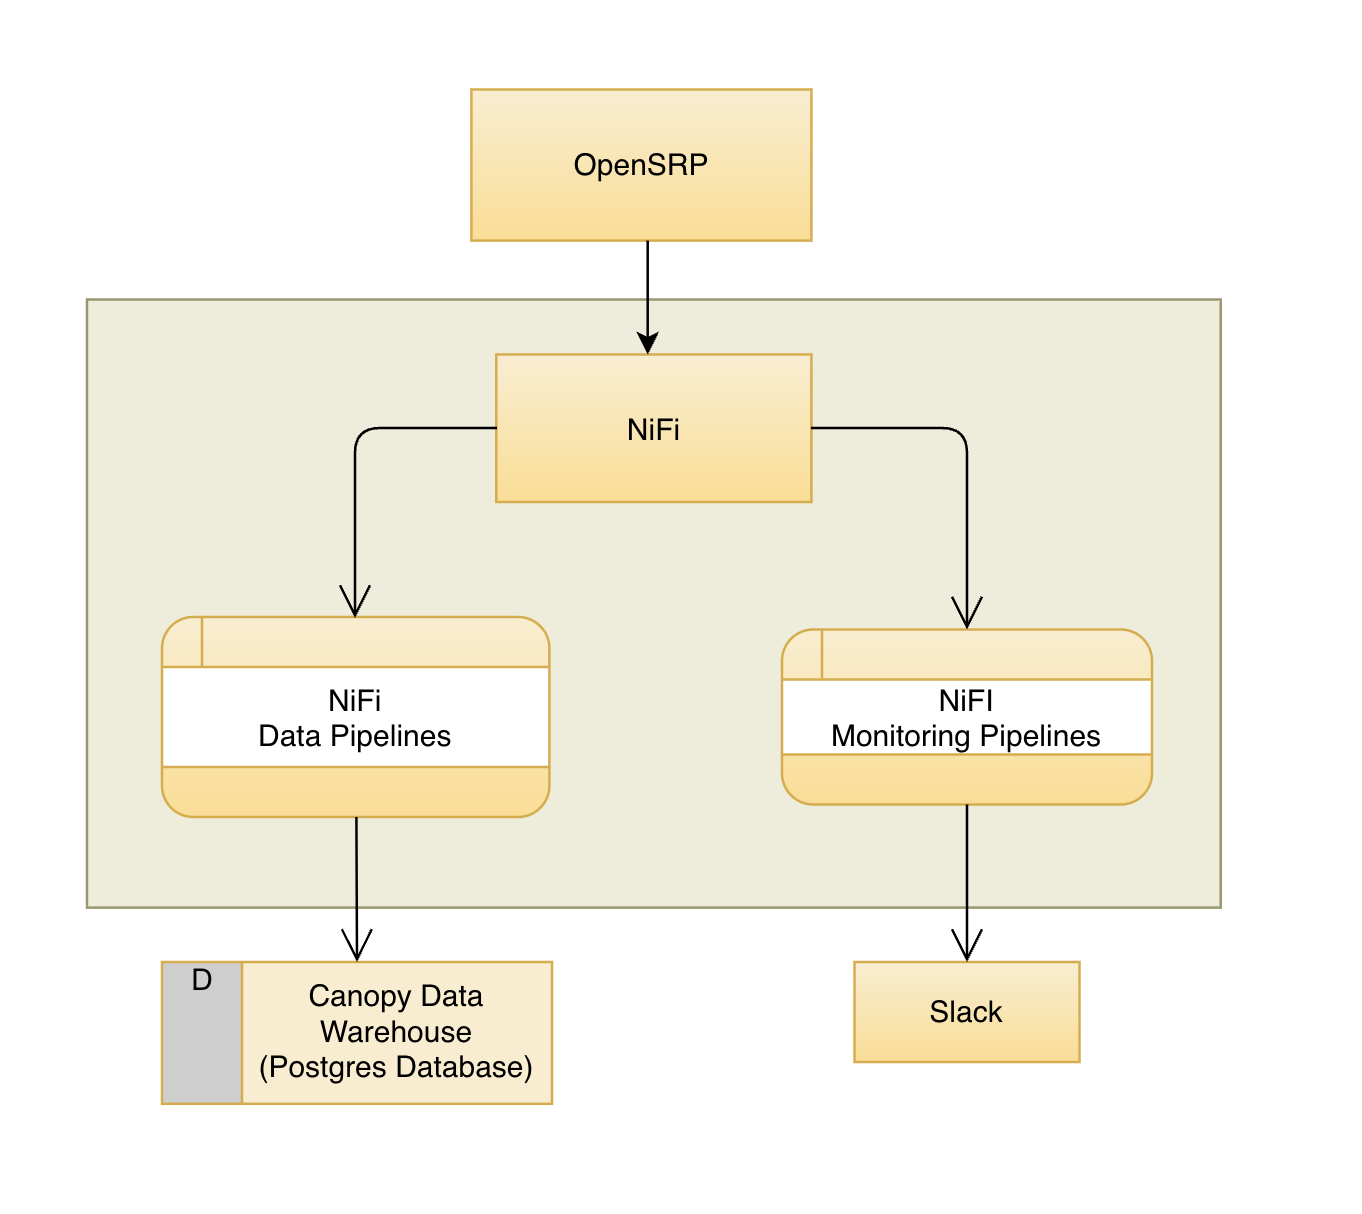 OpenSRP
NiFi
NiFi
Data Pipelines
NiFI
Monitoring Pipelines
D
Canopy Data
Warehouse
(Postgres Database)
Slack